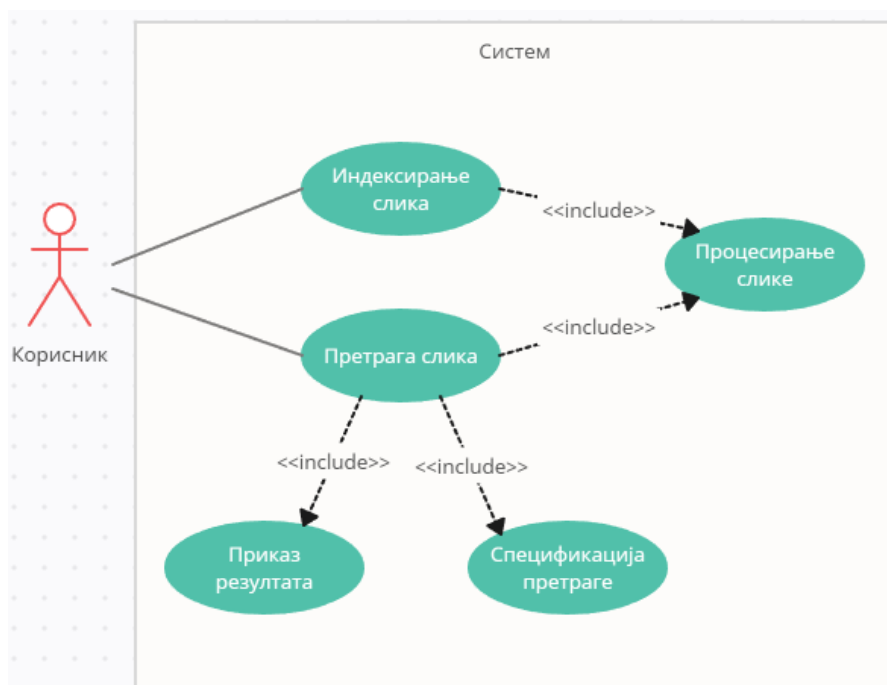 Систем
Индексирање
слика
<<include>>
Процесирање
слике
<<include>>
Корисник
Претрага слика
<<include>>
<<include>>
Приказ
резултата
Спецификација
претраге